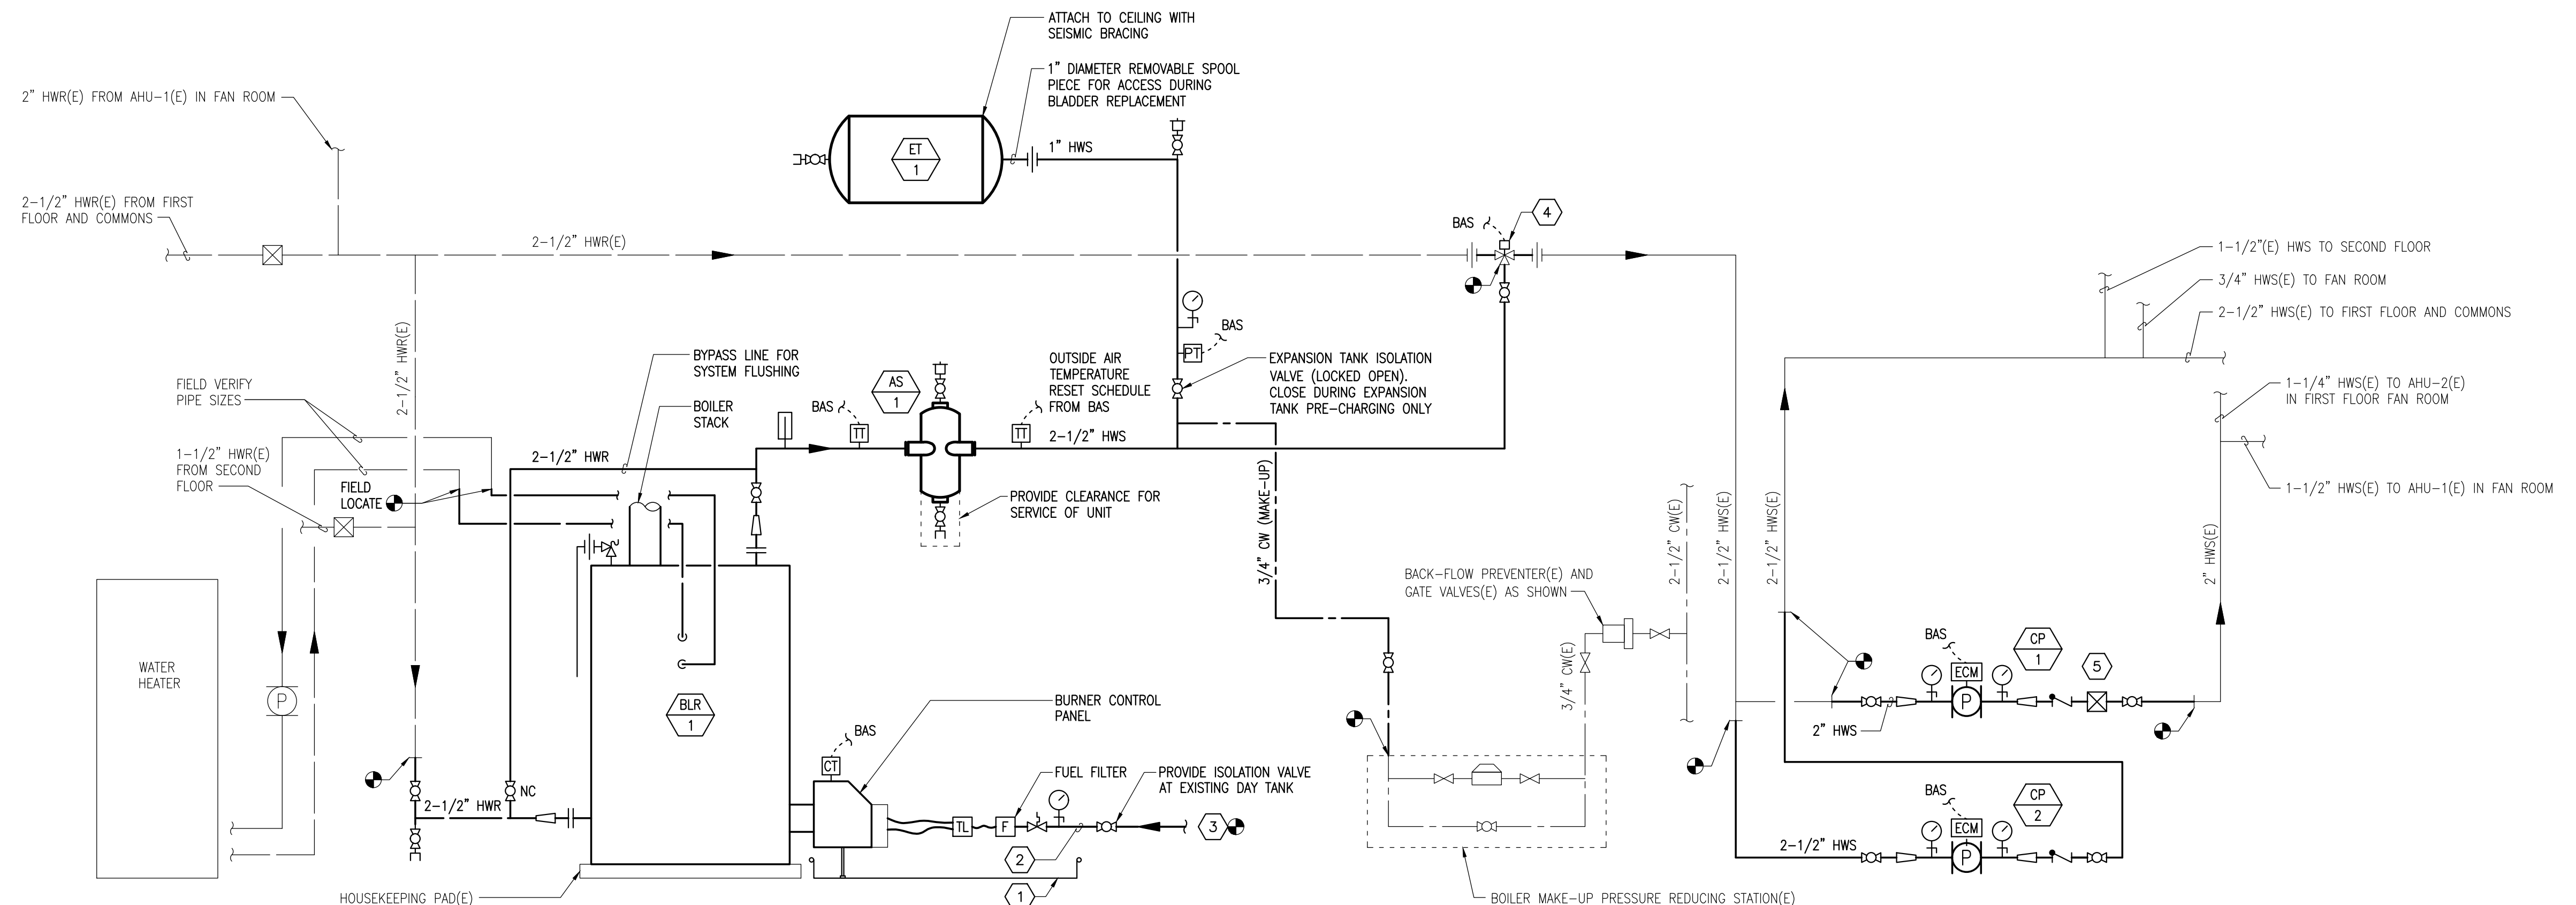 ATTACH TO CEILING WITH
SEISMIC BRACING
1" DIAMETER REMOVABLE SPOOL
PIECE FOR ACCESS DURING
BLADDER REPLACEMENT
2" HWR(E) FROM AHU-1(E) IN FAN ROOM
ET
1
1" HWS
2-1/2" HWR(E) FROM FIRST
FLOOR AND COMMONS
2-1/2" HWR(E)
BAS
4
1-1/2"(E) HWS TO SECOND FLOOR
3/4" HWS(E) TO FAN ROOM
2-1/2" HWS(E) TO FIRST FLOOR AND COMMONS
2-1/2" HWR(E)
BYPASS LINE FOR
SYSTEM FLUSHING
BOILER
STACK
AS
1
BAS
TT
OUTSIDE AIR
TEMPERATURE
RESET SCHEDULE
FROM BAS
TT
BAS
PT
EXPANSION TANK ISOLATION
VALVE (LOCKED OPEN).
CLOSE DURING EXPANSION
TANK PRE-CHARGING ONLY
1-1/4" HWS(E) TO AHU-2(E)
IN FIRST FLOOR FAN ROOM
FIELD VERIFY
PIPE SIZES
2-1/2" HWS
2-1/2" HWR
1-1/2" HWR(E)
FROM SECOND
FLOOR
FIELD
LOCATE
PROVIDE CLEARANCE FOR
SERVICE OF UNIT
3/4" CW (MAKE-UP)
1-1/2" HWS(E) TO AHU-1(E) IN FAN ROOM
2-1/2" CW(E)
2-1/2" HWS(E)
2-1/2" HWS(E)
2" HWS(E)
BACK-FLOW PREVENTER(E) AND
GATE VALVES(E) AS SHOWN
3/4" CW(E)
WATER
HEATER
P
BLR
1
BURNER CONTROL
PANEL
BAS
CT
BAS
ECM
P
CP
1
5
2" HWS
FUEL FILTER
PROVIDE ISOLATION VALVE
AT EXISTING DAY TANK
NC
2-1/2" HWR
TL
F
3
2
1
BAS
ECM
P
CP
2
2-1/2" HWS
HOUSEKEEPING PAD(E)
BOILER MAKE-UP PRESSURE REDUCING STATION(E)